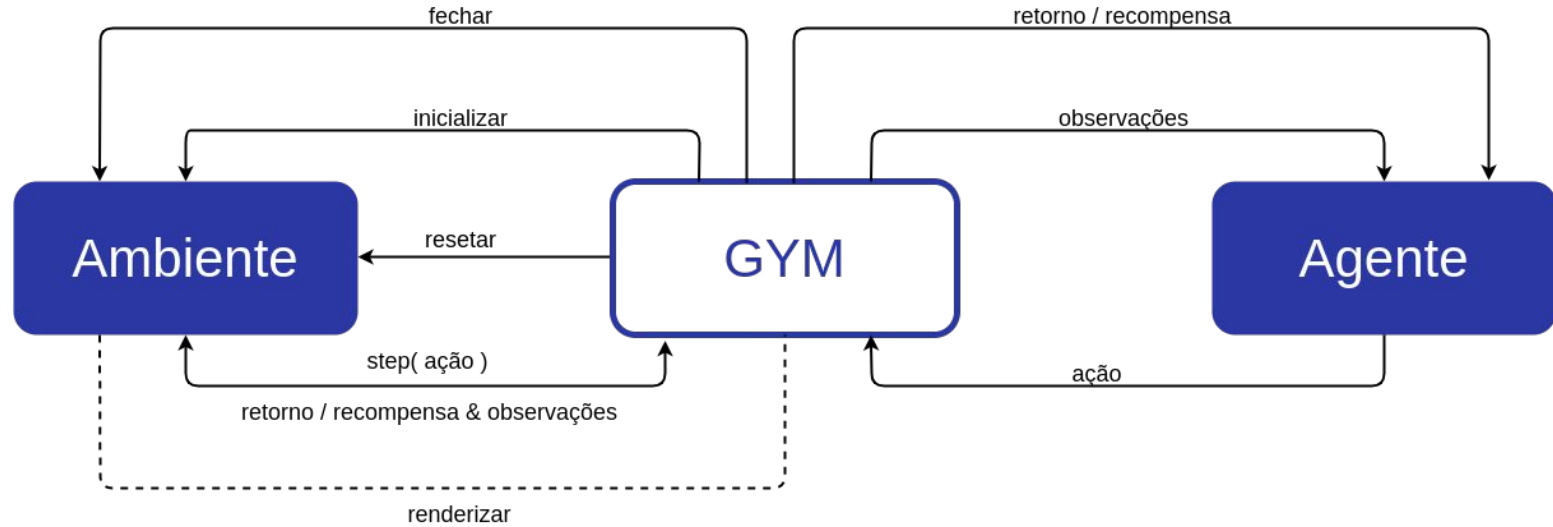 fechar
retorno / recompensa
inicializar
observações
Ambiente
resetar
GYM
Agente
step( ação )
ação
retorno / recompensa & observações
renderizar